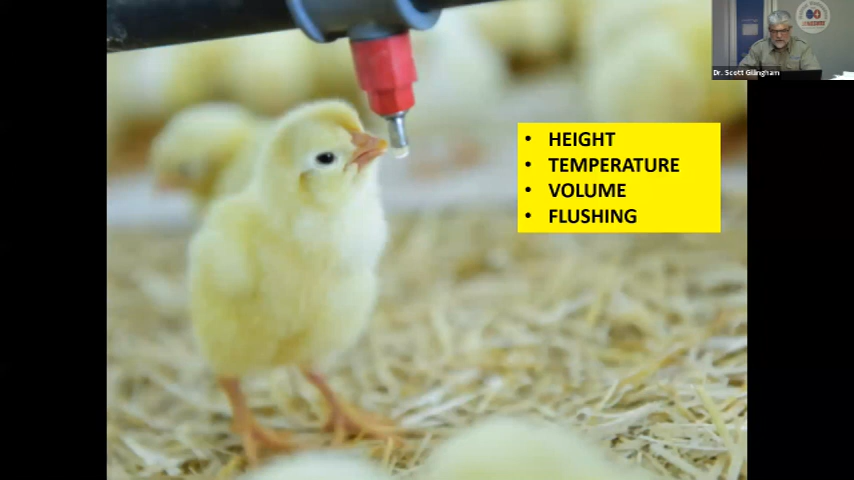 • HEIGHT
• TEMPERATURE
• VOLUME
• FLUSHING
Dr. Scott Gillingham